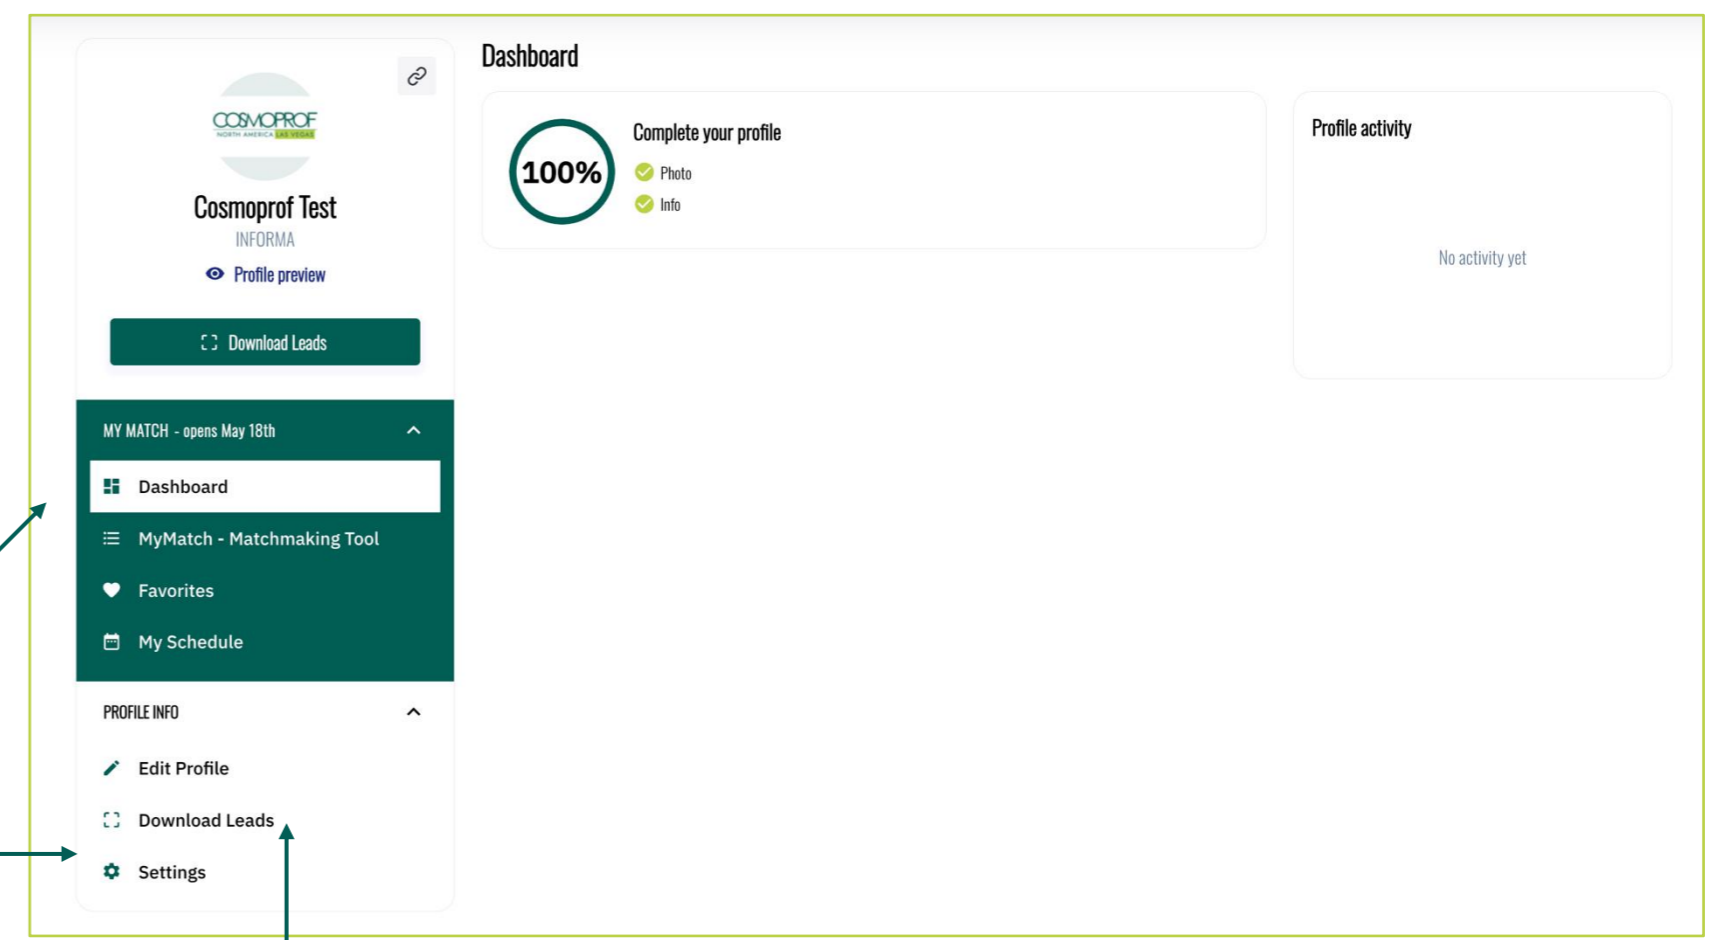 COSMOPROF
NORTH AMERICA LAS VEGAS
Cosmoprof Test
INFORMA
Profile preview
Download Leads
MY MATCH - opens May 18th
Dashboard
MyMatch - Matchmaking Tool
Favorites
My Schedule
PROFILE INFO
Edit Profile
Download Leads
Settings
Dashboard
100%
Complete your profile
Photo
Info
Profile activity
No activity yet